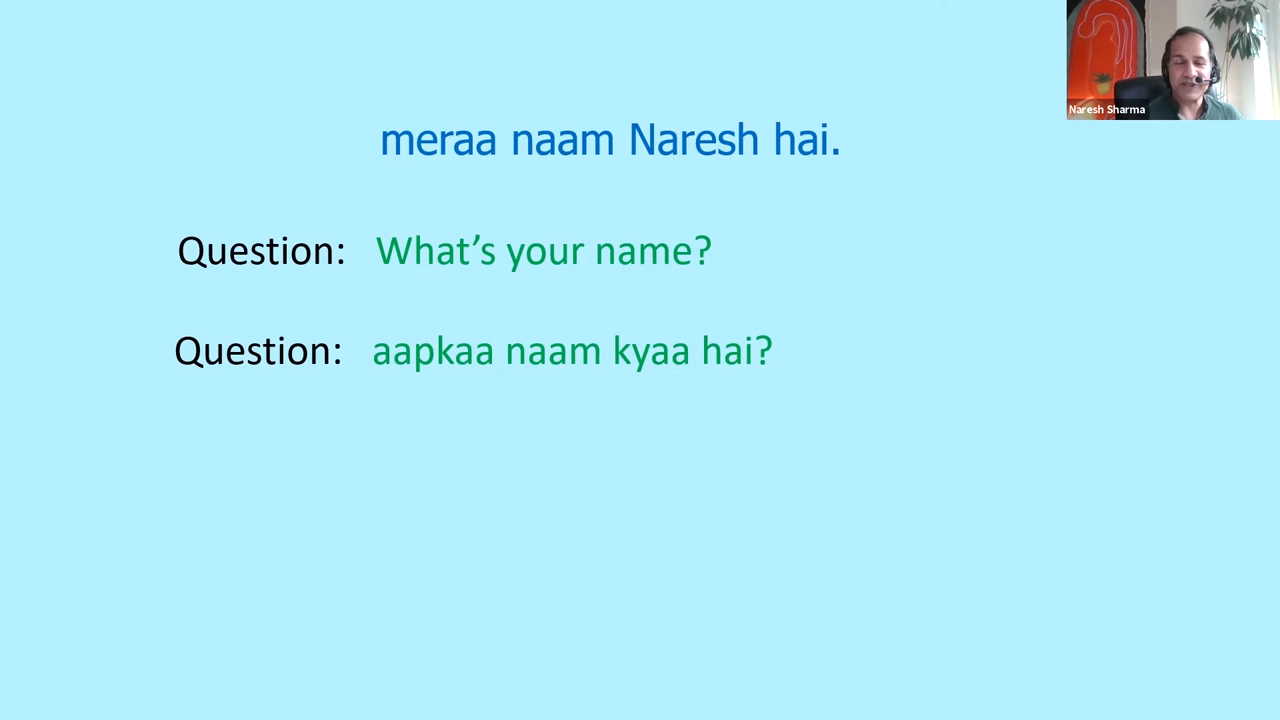 Naresh Sharma
meraa naam Naresh hai.
Question: What’s your name?
Question: aapkaa naam kyaa hai?